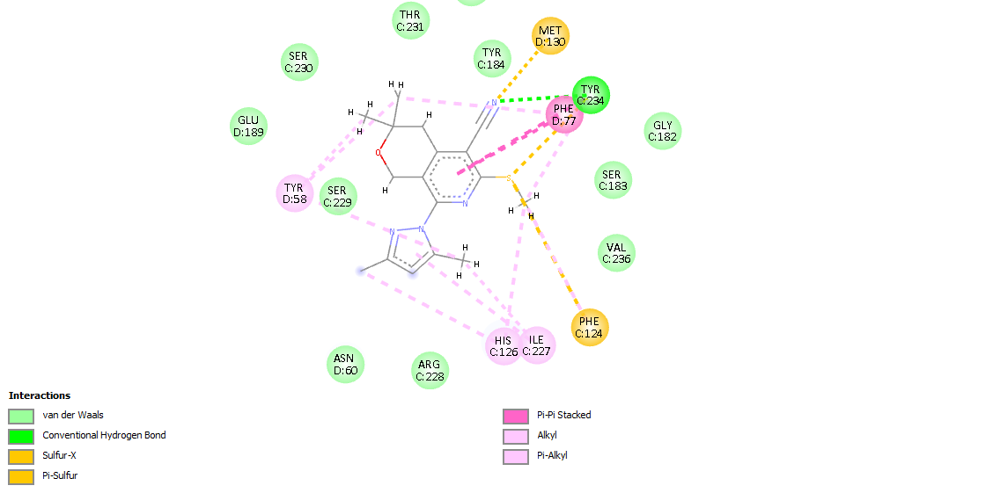 THR
C:231
MET
D:130
SER
C:230
TYR
C:184
H H
TYR
C:234
N
H
H
H
PHE
D:77
GLU
D:189
H
GLY
C:182
O
S
SER
C:183
TYR
D:58
SER
C:229
H
H
N
H
H
N
N
H
VAL
C:236
H
H
PHE
C:124
HIS
C:126
ILE
C:227
ASN
D:60
ARG
C:228
Interactions
van der Waals
Conventional Hydrogen Bond
Sulfur-X
Pi-Sulfur
Pi-Pi Stacked
Alkyl
Pi-Alkyl